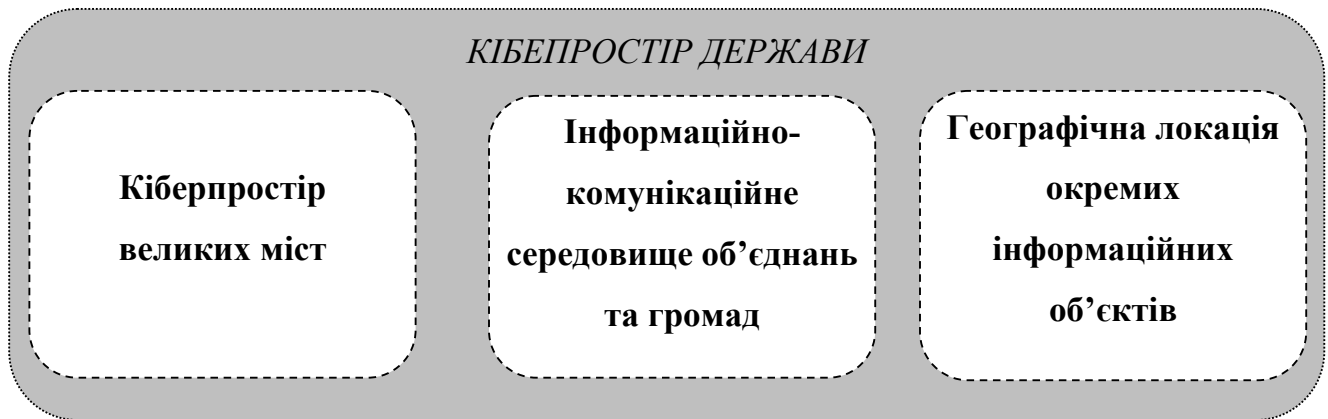 КІБЕПРОСТІР ДЕРЖАВИ
Кіберпростір
великих міст
Інформаційно-
комунікаційне
середовище об’єднань
та громад
Географічна локація
окремих
інформаційних
об’єктів